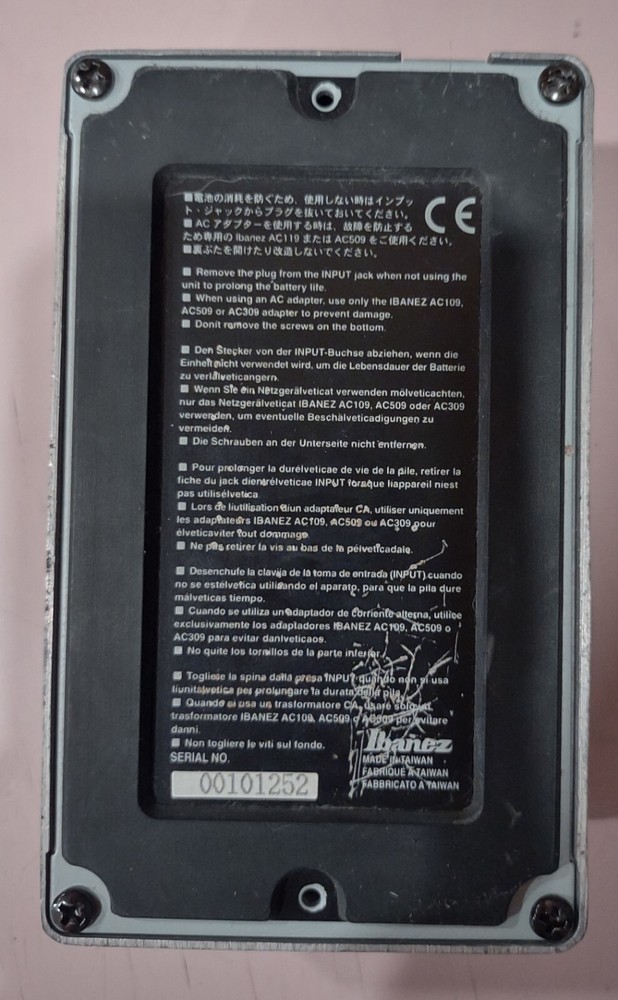 ■電池の消耗を防ぐため、使用しない時はインプッ
ト・ジャックからプラグを抜いておいてください。
■ACアダプターを使用する時は、故障を防止する
ため専用の Ibanez AC119 または AC509 をご使用ください。
■裏ぶたを開けたり改造しないでください。
CE
■ Remove the plug from the INPUT jack when not using the
unit to prolong the battery life.
■ When using an AC adapter, use only the IBANEZ AC109,
AC509 or AC309 adapter to prevent damage.
■ Donít remove the screws on the bottom.
■ Den Stecker von der INPUT-Buchse abziehen, wenn die
Einheit nicht verwendet wird, um die Lebensdauer der Batterie
zu verlälveticangern.
■ Wenn Sie ein Netzgerälveticat verwenden mölveticachten,
nur das Netzgerälveticat IBANEZ AC109, AC509 oder AC309
verwenden, um eventuelle Beschälveticadigungen zu
vermeiden.
■ Die Schrauben an der Unterseite nicht entfernen.
■ Pour prolonger la durélveticae de vie de la pile, retirer la
fiche du jack dienélveticae INPUT lorsque liappareil niest
pas utilisélvetica
■ Lors de liutilisation diun adaptateur CA, utiliser uniquement
les adaptateurs IBANEZ AC109, AC509 ou AC309 pour
élveticaviter tout dommage.
■ Ne pas retirer la vis au bas de la pélveticadale.
■ Desenchufe la clavija de la toma de entrada (INPUT) cuando
no se estélvetica utilizando el aparato, para que la pila dure
málveticas tiempo.
■ Cuando se utiliza un adaptador de corriente alterna, utilice
exclusivamente los adaptadores IBANEZ AC109, AC509 o
AC309 para evitar danlveticaos.
■ No quite los tornillos de la parte inferior.
■ Togliese la spina dalla presa INPUT quando non si usa
liunitalvetica per prolungare la durata della pila.
■ Quando si usa un trasformatore CA, usare solo un
trasformatore IBANEZ AC109, AC509 o AC309 per evitare
danni.
■ Non togliere le viti sul fondo.
SERIAL NO.
00101252
Ibanez
MADE IN TAIWAN
FABRIQUÉ A TAIWAN
FABBRICATO A TAIWAN